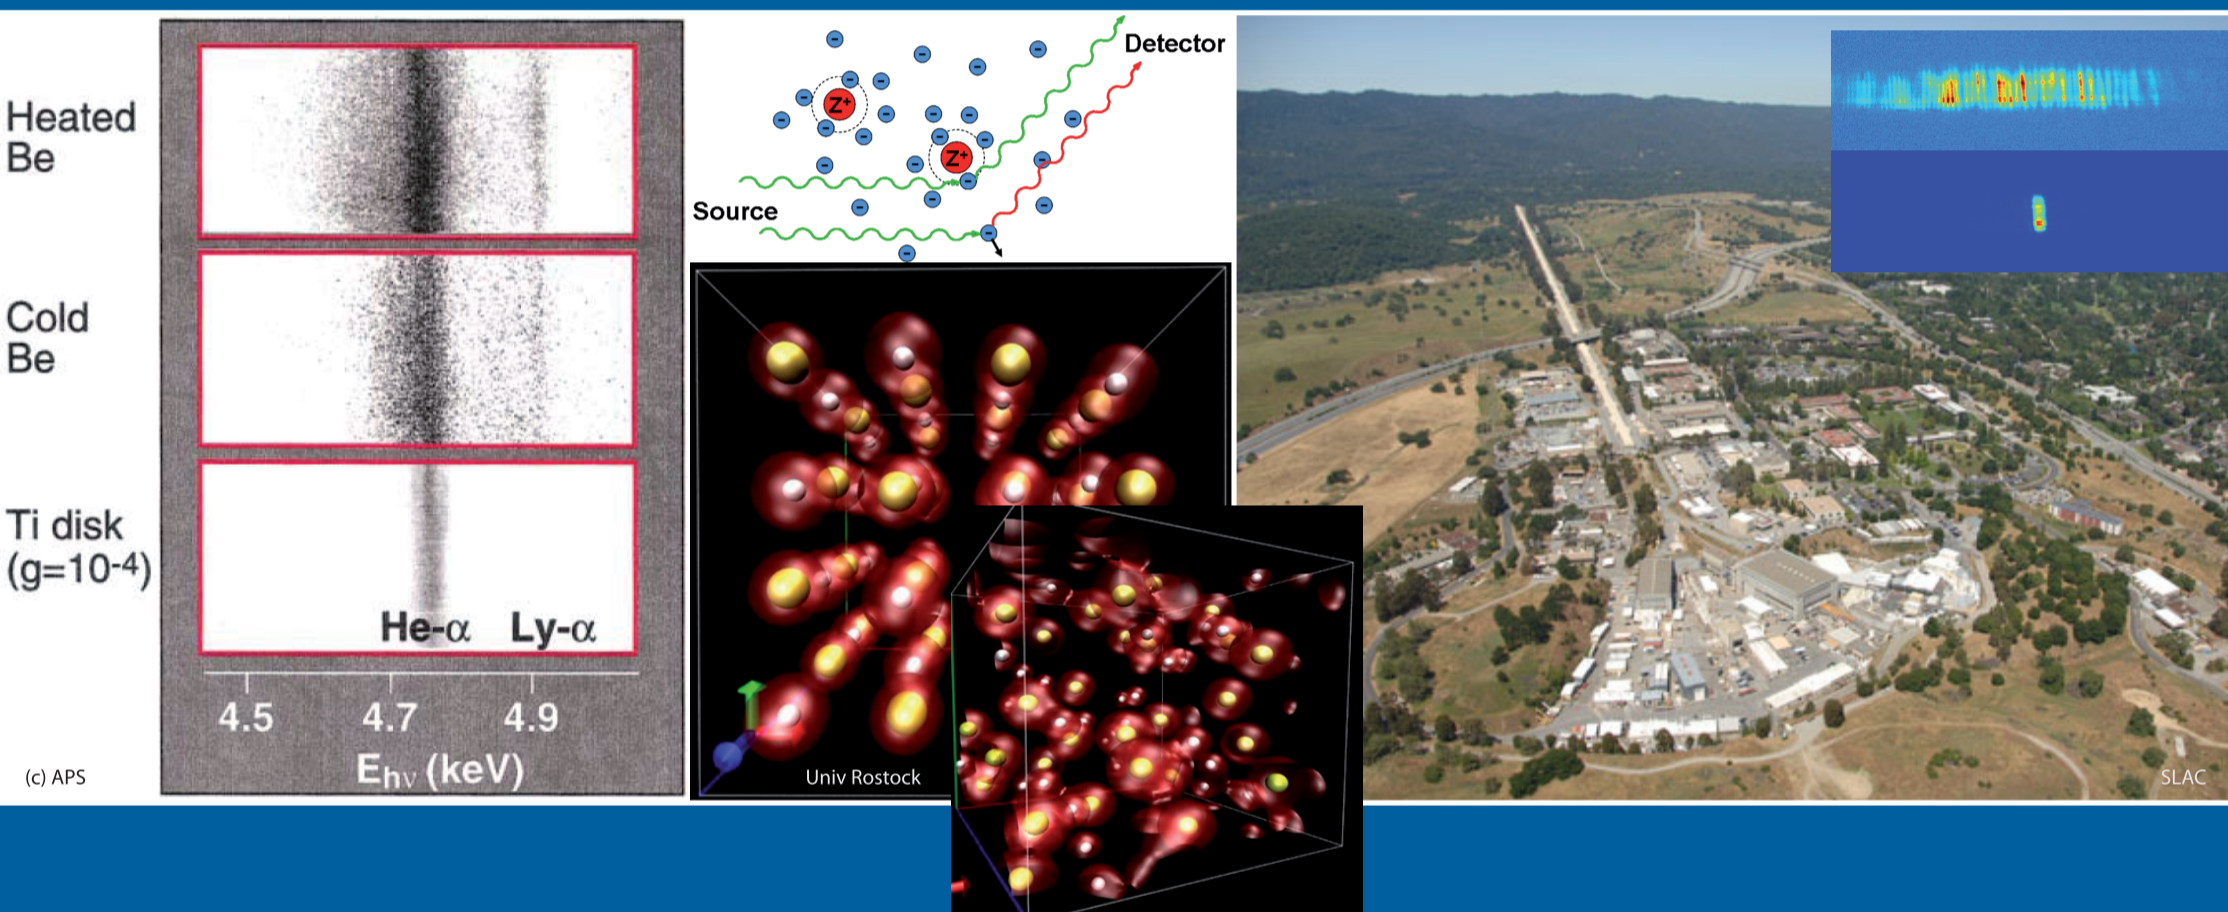 Heated
Be
Cold
Be
Ti disk
(g=10-4)
He-α Ly-α
4.5 4.7 4.9
Ehν (keV)
(c) APS
Detector
Z+
Z+
Source
Univ Rostock
SLAC